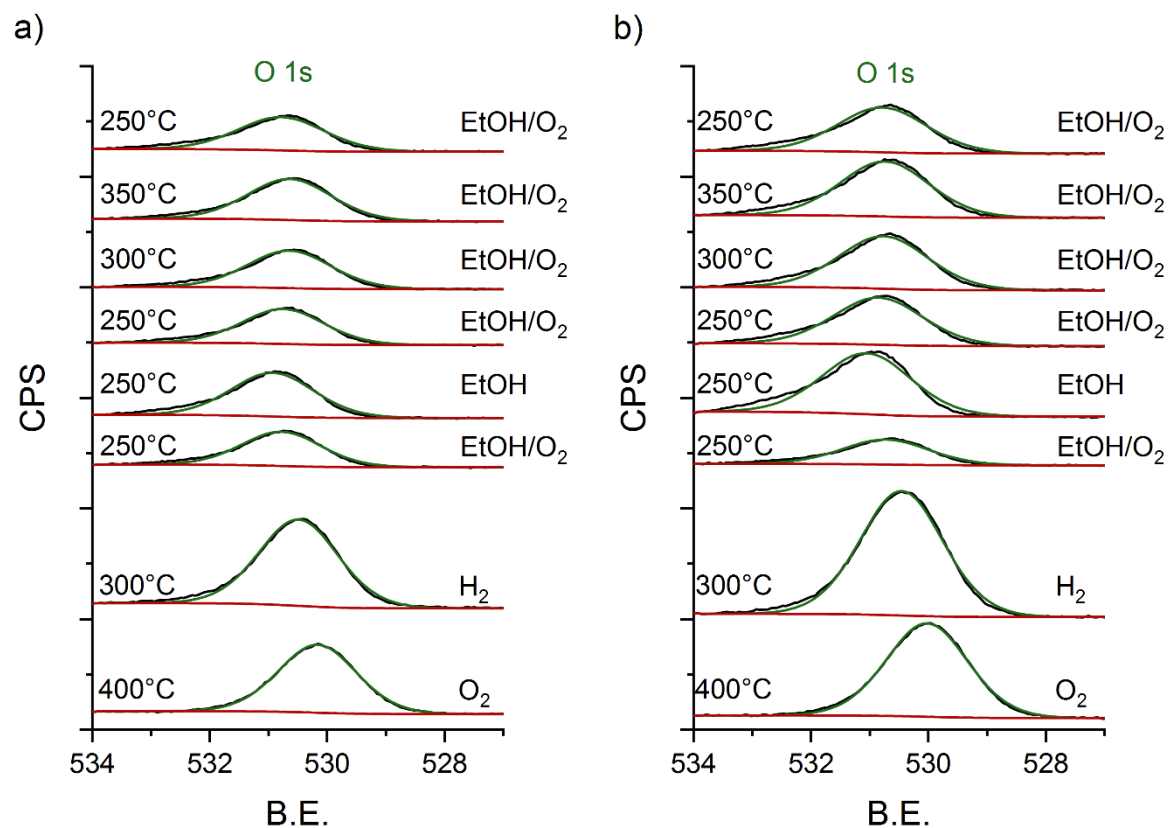 a)
O 1s
250°C EtOH/O₂
350°C EtOH/O₂
300°C EtOH/O₂
250°C EtOH/O₂
250°C EtOH
250°C EtOH/O₂
300°C H₂
400°C O₂
CPS
534 532 530 528
B.E.
b)
O 1s
250°C EtOH/O₂
350°C EtOH/O₂
300°C EtOH/O₂
250°C EtOH/O₂
250°C EtOH
250°C EtOH/O₂
300°C H₂
400°C O₂
CPS
534 532 530 528
B.E.